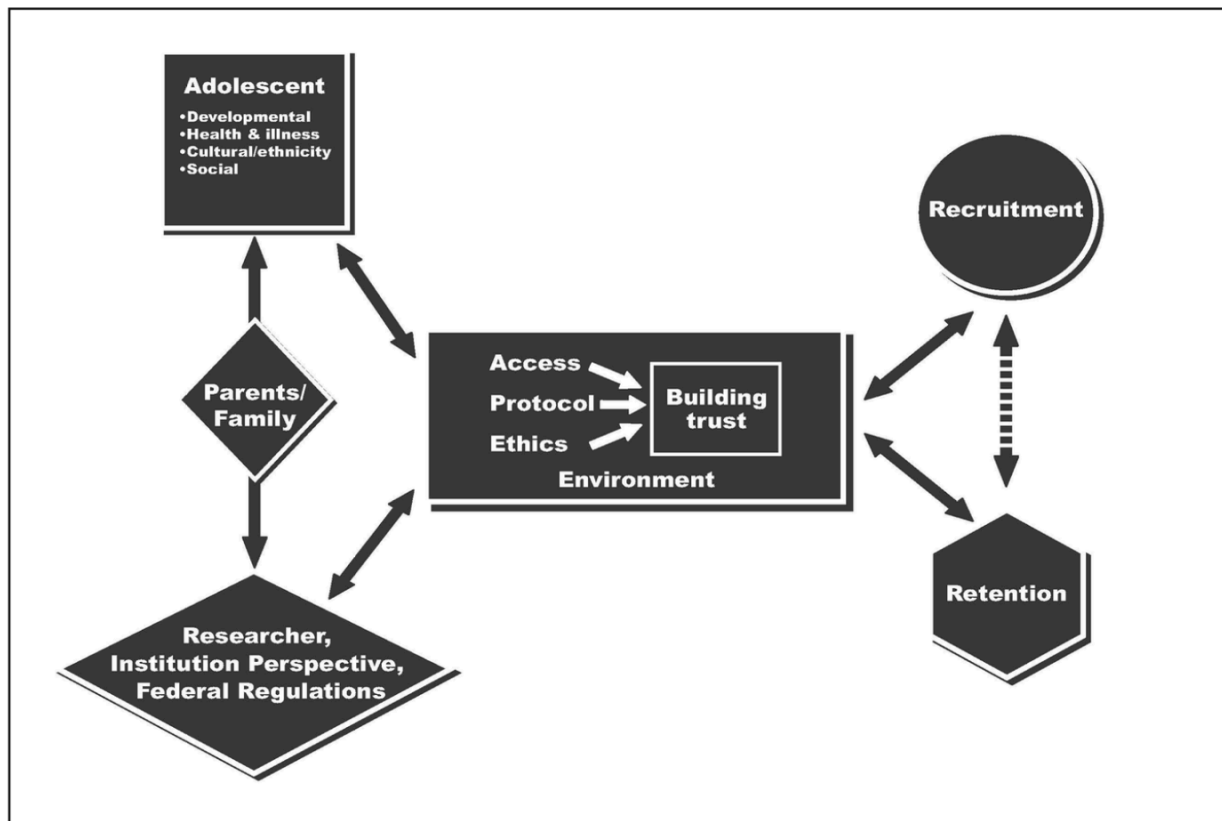 Adolescent
•Developmental
•Health & illness
•Cultural/ethnicity
•Social
Recruitment
Parents/
Family
Access
Protocol
Ethics
Building
trust
Environment
Retention
Researcher,
Institution Perspective,
Federal Regulations